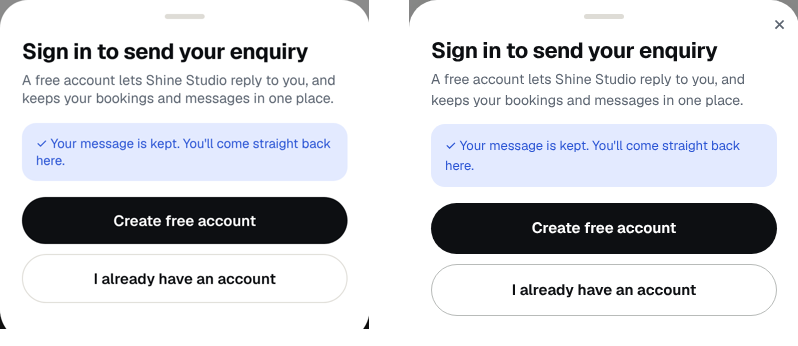 Sign in to send your enquiry
A free account lets Shine Studio reply to you, and
keeps your bookings and messages in one place.
✓ Your message is kept. You'll come straight back
here.
Create free account
I already have an account
×
Sign in to send your enquiry
A free account lets Shine Studio reply to you, and
keeps your bookings and messages in one place.
✓ Your message is kept. You'll come straight back
here.
Create free account
I already have an account